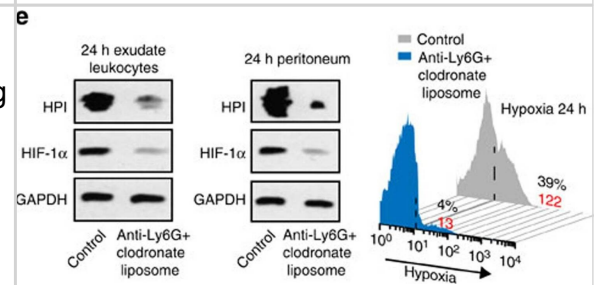 e
g
24 h exudate
leukocytes
HPI
HIF-1α
GAPDH
Control
Anti-Ly6G+
clodronate
liposome
24 h peritoneum
HPI
HIF-1α
GAPDH
Control
Anti-Ly6G+
clodronate
liposome
Control
Anti-Ly6G+
clodronate
liposome
Hypoxia 24 h
39%
122
4%
13
10⁰ 10¹ 10² 10³ 10⁴
Hypoxia